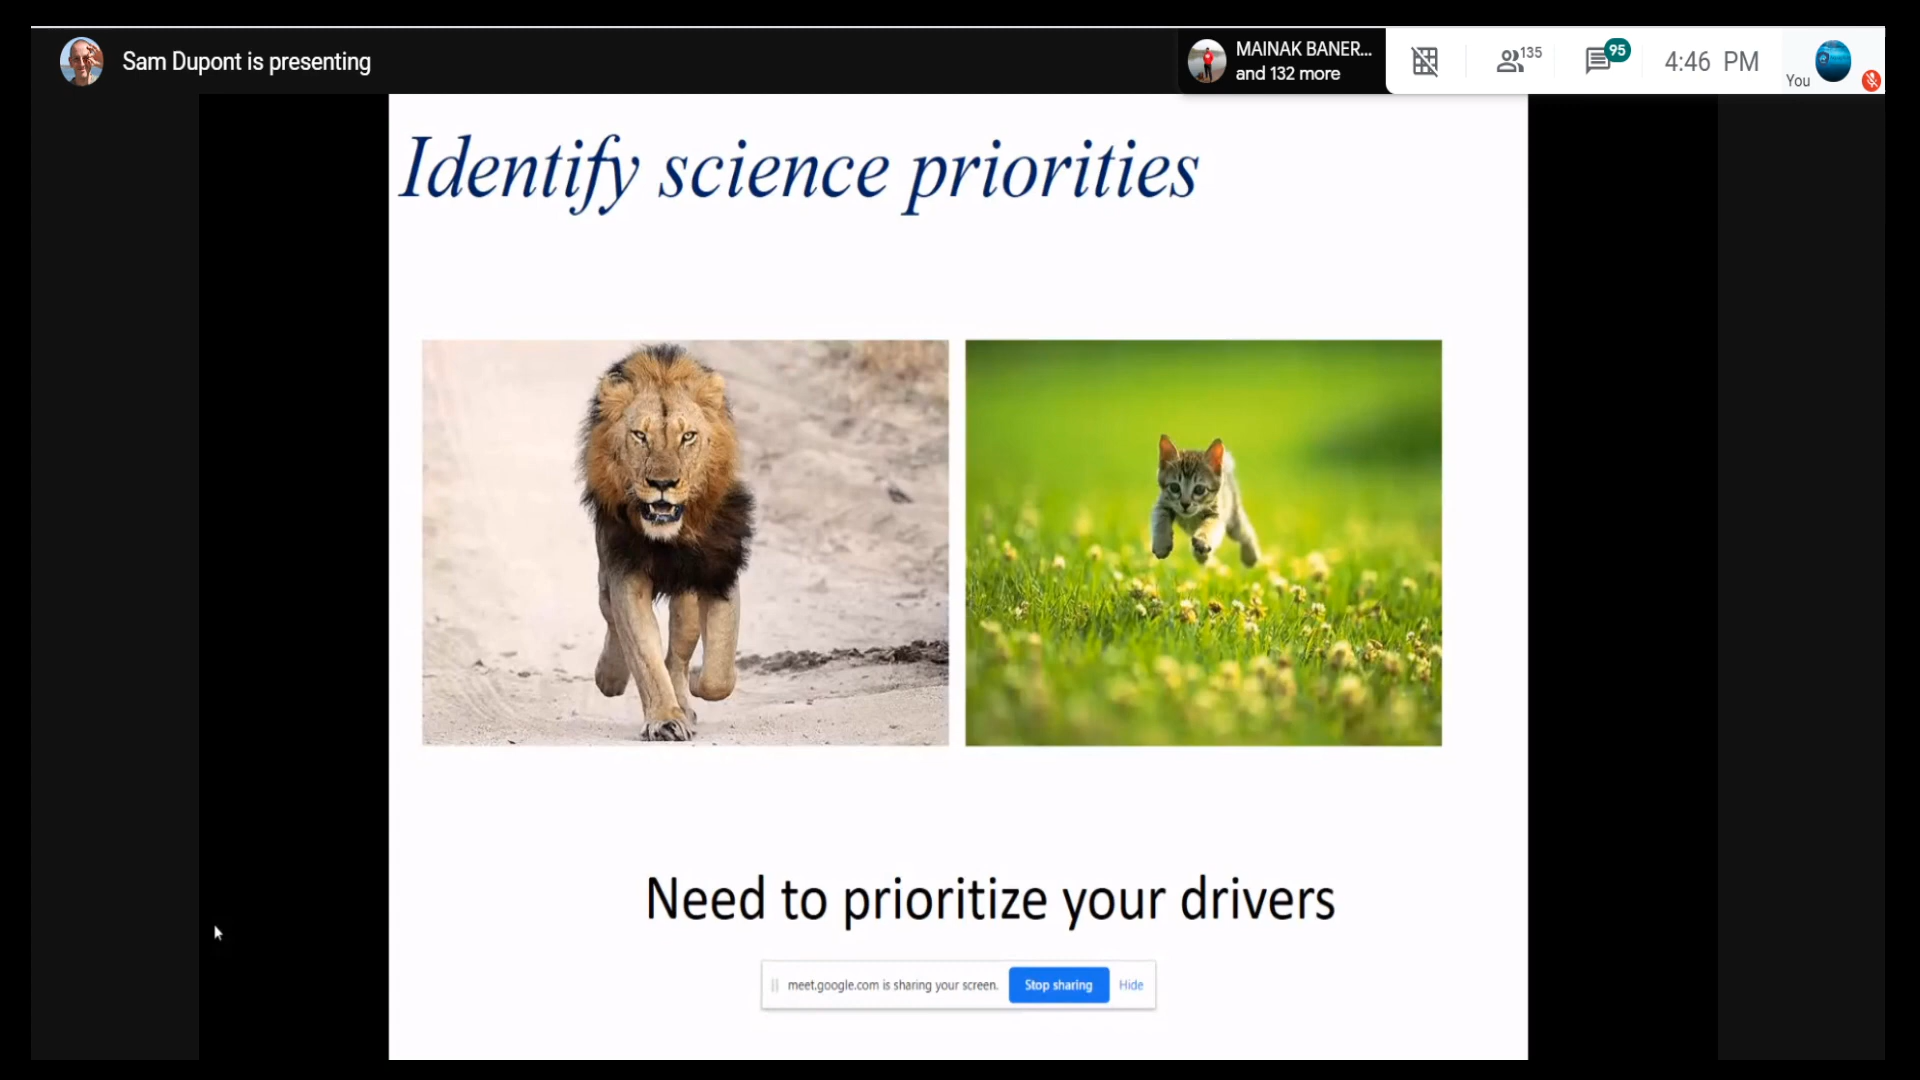 Sam Dupont is presenting
MAINAK BANER...
and 132 more
135
95
4:46 PM
You
Identify science priorities
Need to prioritize your drivers
meet.google.com is sharing your screen.
Stop sharing
Hide